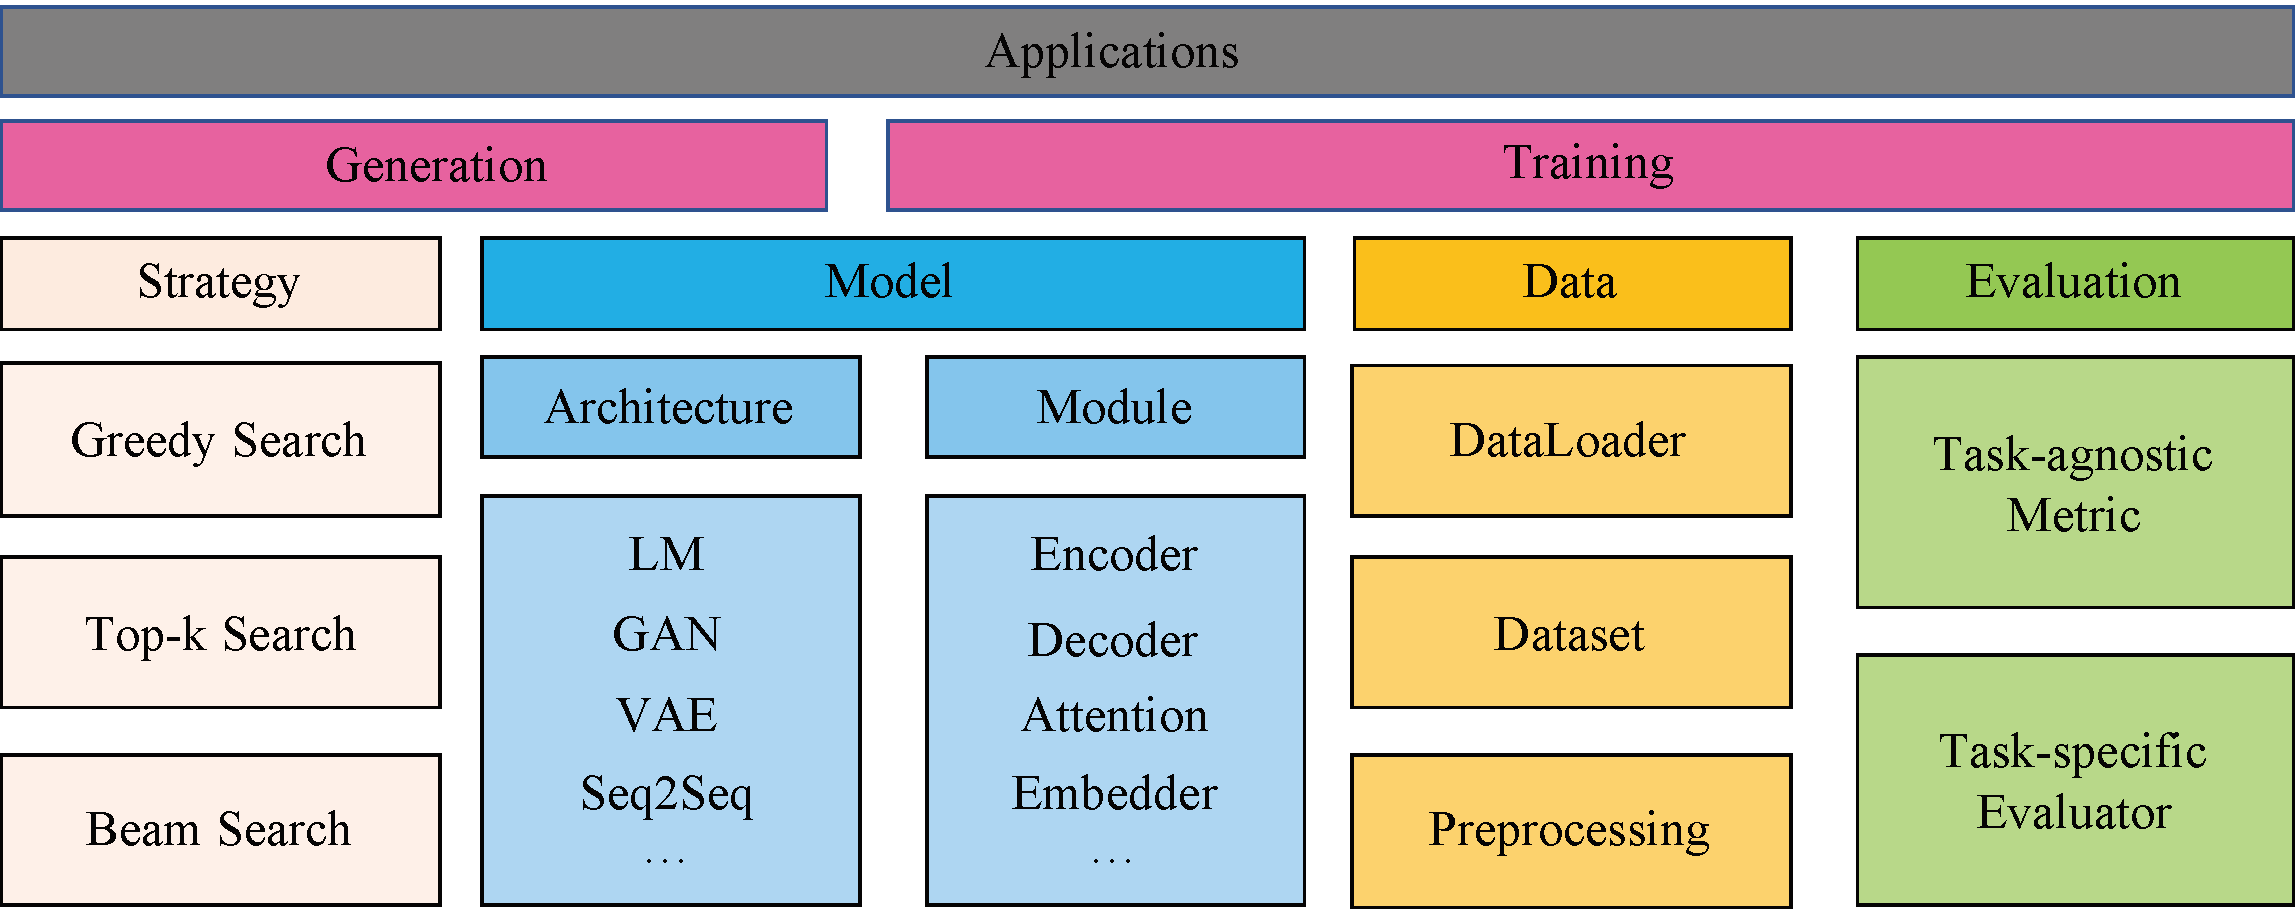 Applications
Generation
Training
Strategy
Model
Data
Evaluation
Greedy Search
Top-k Search
Beam Search
Architecture
LM
GAN
VAE
Seq2Seq
...
Module
Encoder
Decoder
Attention
Embedder
...
DataLoader
Dataset
Preprocessing
Task-agnostic
Metric
Task-specific
Evaluator